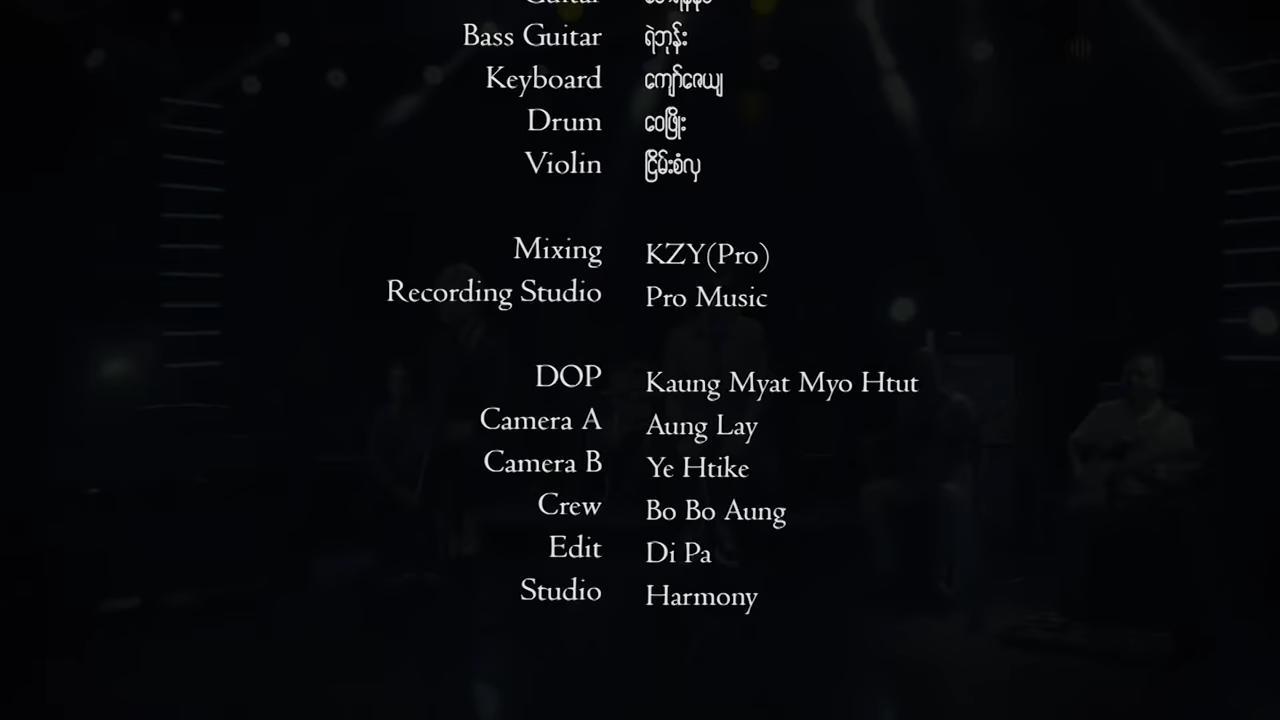 Guitar
Bass Guitar ရဲဘုန်း
Keyboard ကျော်ဇေယျ
Drum ဝေဖြိုး
Violin ငြိမ်းစံလှ
Mixing KZY(Pro)
Recording Studio Pro Music
DOP Kaung Myat Myo Htut
Camera A Aung Lay
Camera B Ye Htike
Crew Bo Bo Aung
Edit Di Pa
Studio Harmony